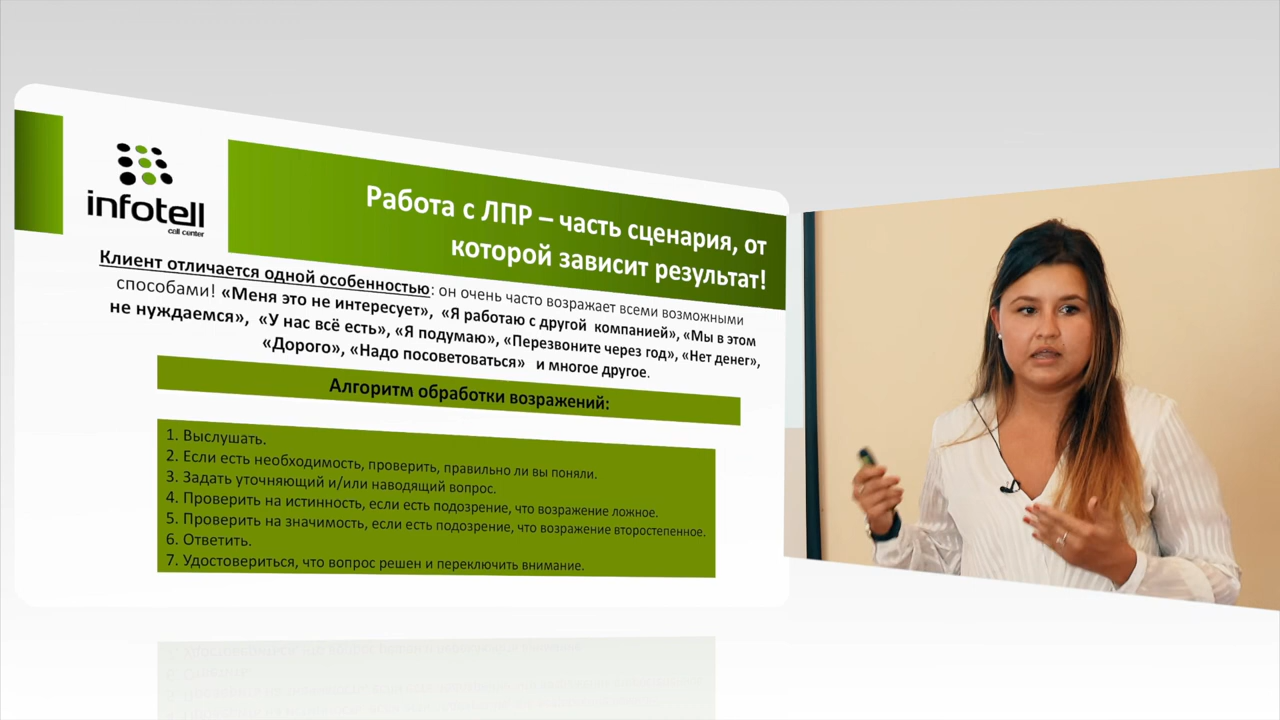 infotell
call center
Работа с ЛПР – часть сценария, от
которой зависит результат!
Клиент отличается одной особенностью: он очень часто возражает всеми возможными
способами! «Меня это не интересует», «Я работаю с другой компанией», «Мы в этом
не нуждаемся», «У нас всё есть», «Я подумаю», «Перезвоните через год», «Нет денег»,
«Дорого», «Надо посоветоваться» и многое другое.
Алгоритм обработки возражений:
1. Выслушать.
2. Если есть необходимость, проверить, правильно ли вы поняли.
3. Задать уточняющий и/или наводящий вопрос.
4. Проверить на истинность, если есть подозрение, что возражение ложное.
5. Проверить на значимость, если есть подозрение, что возражение второстепенное.
6. Ответить.
7. Удостовериться, что вопрос решен и переключить внимание.